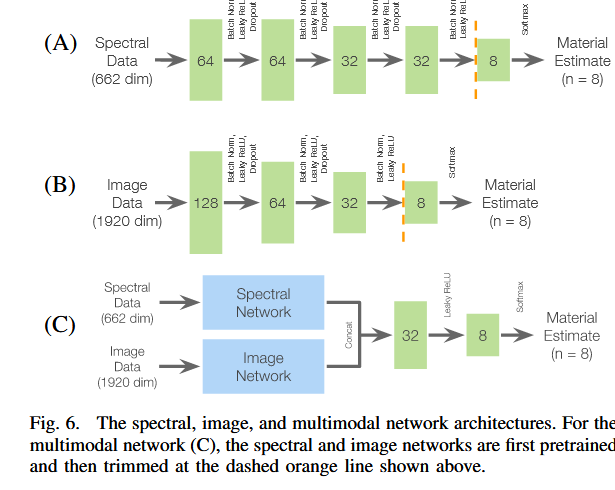 Batch Norm,
Leaky ReLU,
Dropout
Batch Norm,
Leaky ReLU,
Dropout
Batch Norm,
Leaky ReLU,
Dropout
Batch Norm,
Leaky ReLU
Softmax
(A)
Spectral
Data
(662 dim)
64
64
32
32
8
Material
Estimate
(n = 8)
Batch Norm,
Leaky ReLU,
Dropout
Batch Norm,
Leaky ReLU,
Dropout
Batch Norm,
Leaky ReLU
Softmax
(B)
Image
Data
(1920 dim)
128
64
32
8
Material
Estimate
(n = 8)
(C)
Spectral
Data
(662 dim)
Spectral
Network
Image
Data
(1920 dim)
Image
Network
Concat
32
Leaky ReLU
8
Softmax
Material
Estimate
(n = 8)
Fig. 6. The spectral, image, and multimodal network architectures. For the
multimodal network (C), the spectral and image networks are first pretrained
and then trimmed at the dashed orange line shown above.